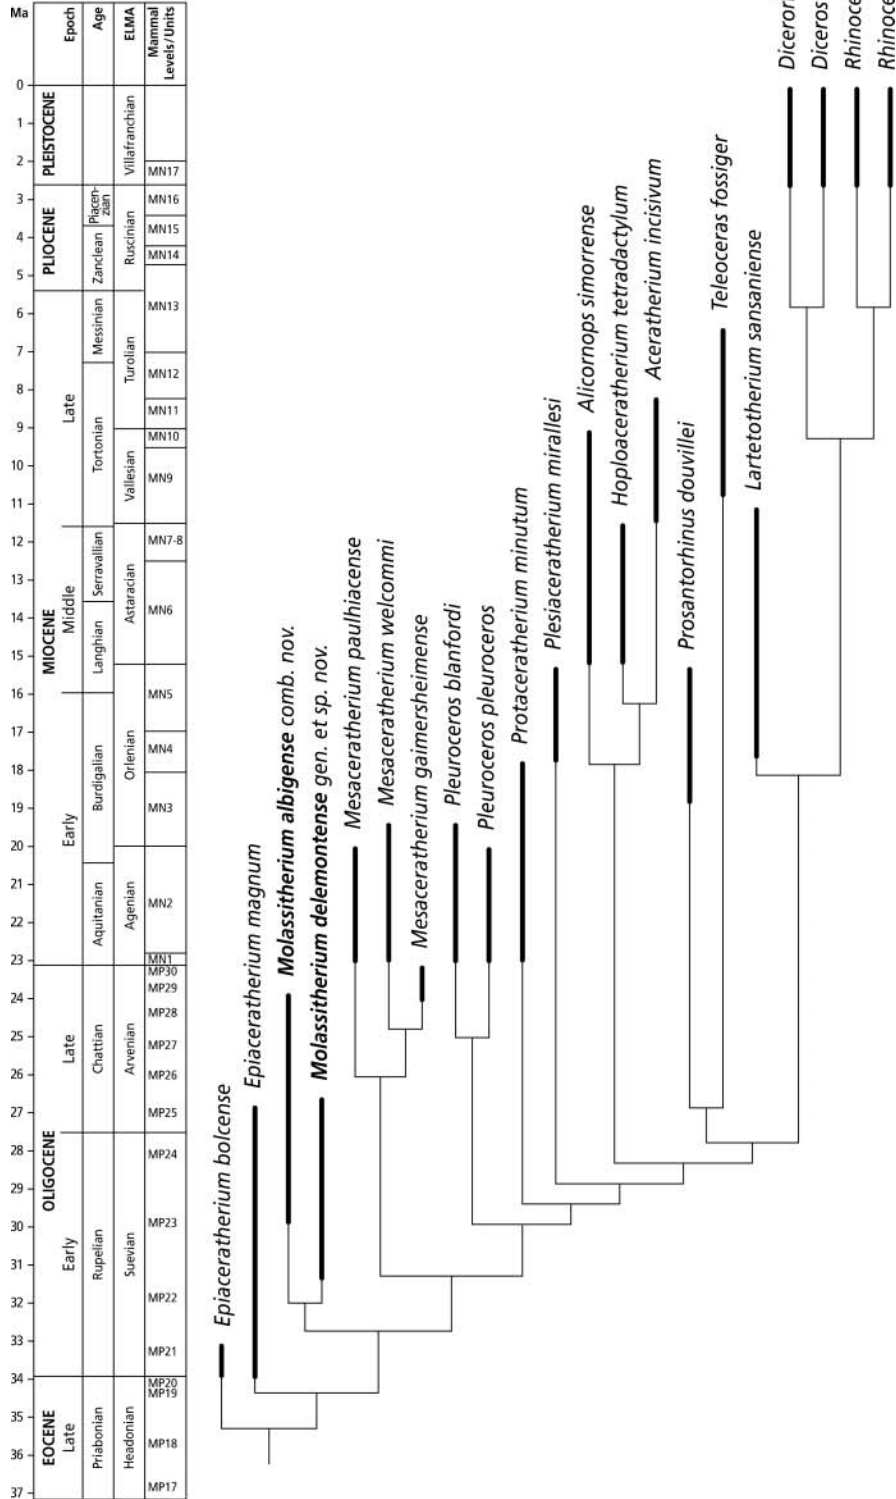 Ma
Epoch
Age
ELMA
Mammal
Levels/Units
0
1
2
3
4
5
6
7
8
9
10
11
12
13
14
15
16
17
18
19
20
21
22
23
24
25
26
27
28
29
30
31
32
33
34
35
36
37
PLEISTOCENE
PLIOCENE
MIOCENE
Late
Middle
Early
OLIGOCENE
Late
Early
EOCENE
Late
Piacen-
zian
Zanclean
Messinian
Tortonian
Serravallian
Langhian
Burdigalian
Aquitanian
Chattian
Rupelian
Priabonian
Villafranchian
Ruscinian
Turolian
Vallesian
Astaracian
Orlenian
Agenian
Arvenian
Suevian
Headonian
MN17
MN16
MN15
MN14
MN13
MN12
MN11
MN10
MN9
MN7-8
MN6
MN5
MN4
MN3
MN2
MN1
MP30
MP29
MP28
MP27
MP26
MP25
MP24
MP23
MP22
MP21
MP20
MP19
MP18
MP17
Epiaceratherium bolcense
Epiaceratherium magnum
Molassitherium albigense comb. nov.
Molassitherium delemontense gen. et sp. nov.
Mesaceratherium paulhiacense
Mesaceratherium welcommi
Mesaceratherium gaimersheimense
Pleuroceros blanfordi
Pleuroceros pleuroceros
Protaceratherium minutum
Plesiaceratherium mirallesi
Alicornops simorrense
Hoploaceratherium tetradactylum
Aceratherium incisivum
Prosantorhinus douvillei
Teleoceras fossiger
Lartetotherium sansaniense
Diceros